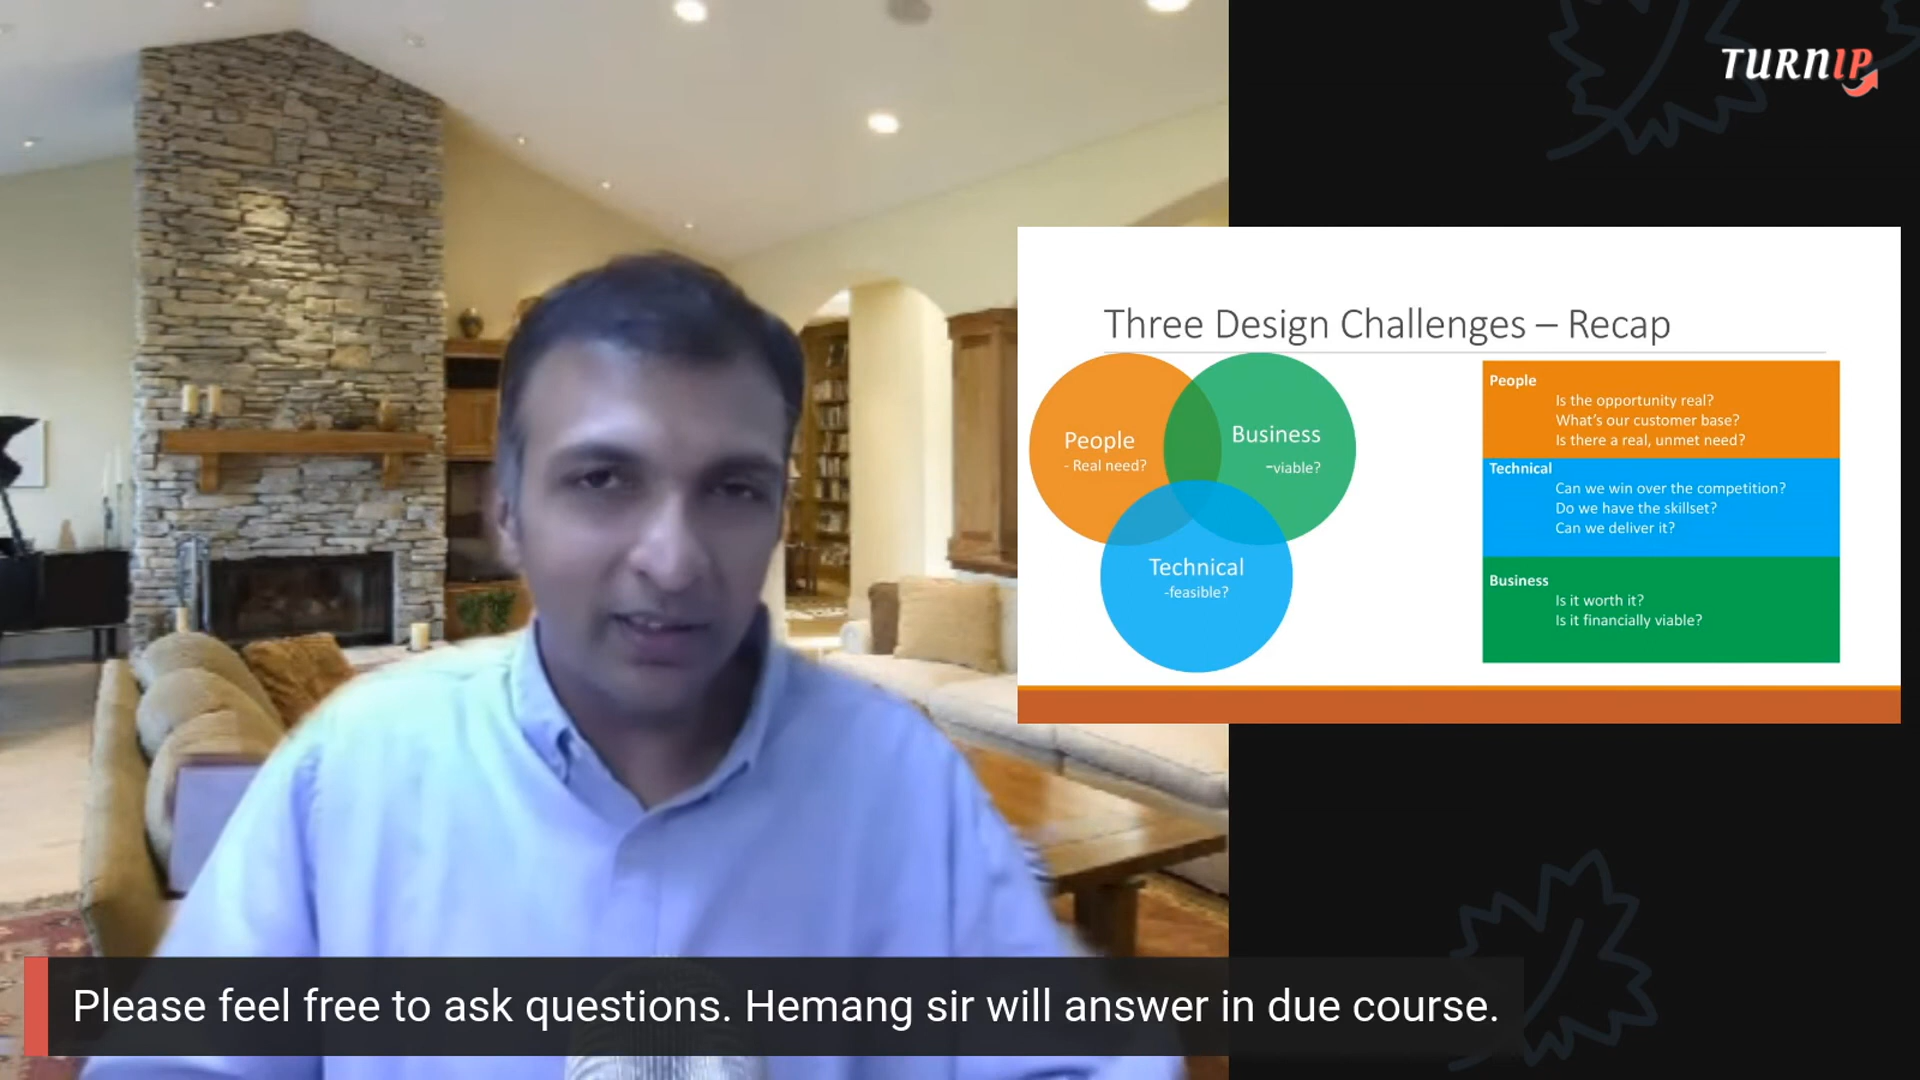 TURNIP
Three Design Challenges – Recap
People
- Real need?
Business
-viable?
Technical
-feasible?
People
Is the opportunity real?
What's our customer base?
Is there a real, unmet need?
Technical
Can we win over the competition?
Do we have the skillset?
Can we deliver it?
Business
Is it worth it?
Is it financially viable?
Please feel free to ask questions. Hemang sir will answer in due course.